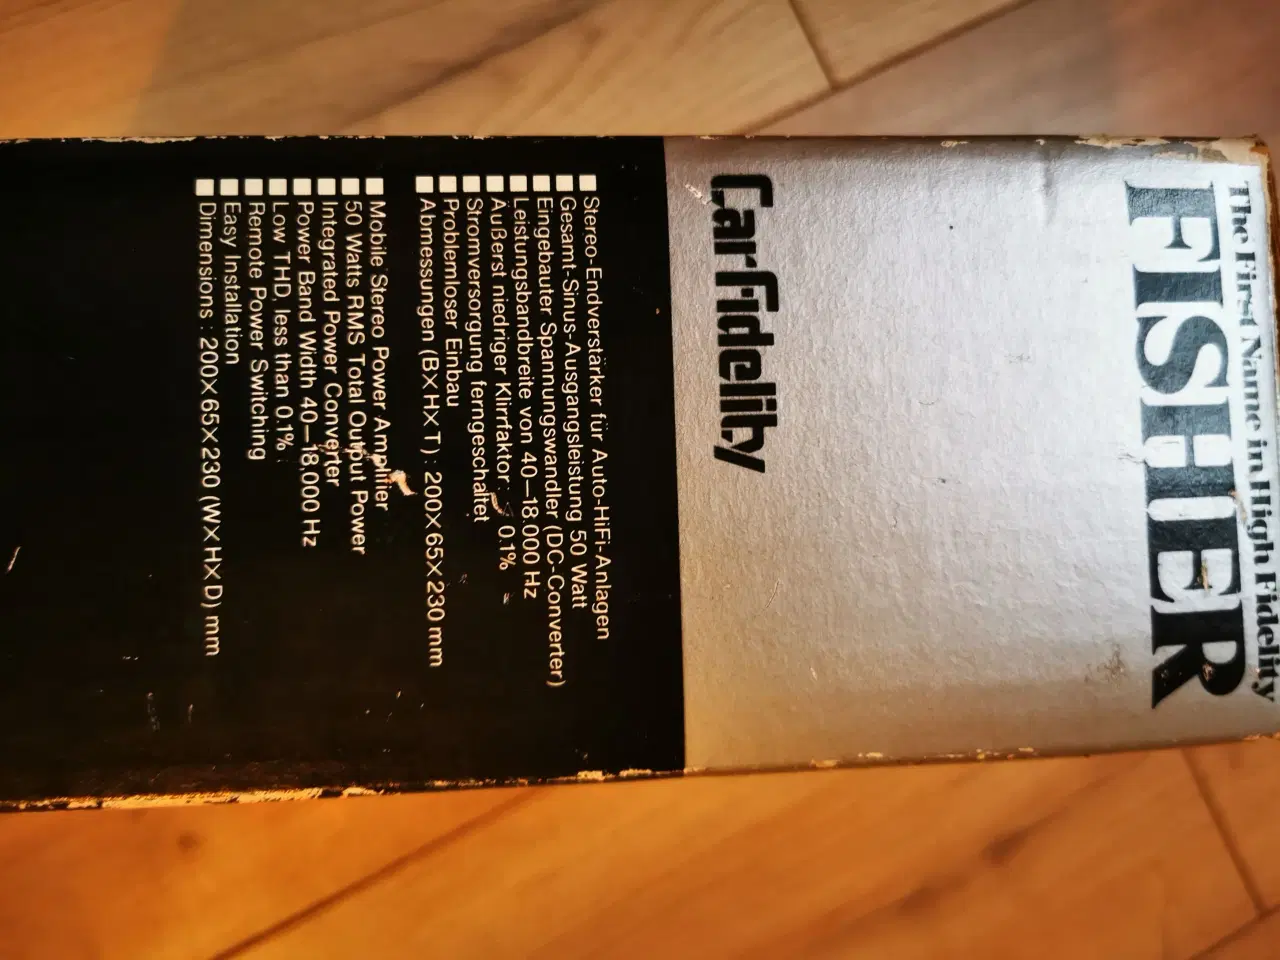 The First Name in High Fidelity
FISHER
Carfidelity
■ Stereo-Endverstärker für Auto-HiFi-Anlagen
■ Gesamt-Sinus-Ausgangsleistung 50 Watt
■ Eingebauter Spannungswandler (DC-Converter)
■ Leistungsbandbreite von 40—18.000 Hz
■ Äußerst niedriger Klirrfaktor: 0.1%
■ Stromversorgung ferngeschaltet
■ Problemloser Einbau
■ Abmessungen (B×H×T): 200×65×230 mm
■ Mobile Stereo Power Amplifier
■ 50 Watts RMS Total Output Power
■ Integrated Power Converter
■ Power Band Width 40—18.000 Hz
■ Low THD, less than 0.1%
■ Remote Power Switching
■ Easy Installation
■ Dimensions: 200×65×230 (W×H×D) mm